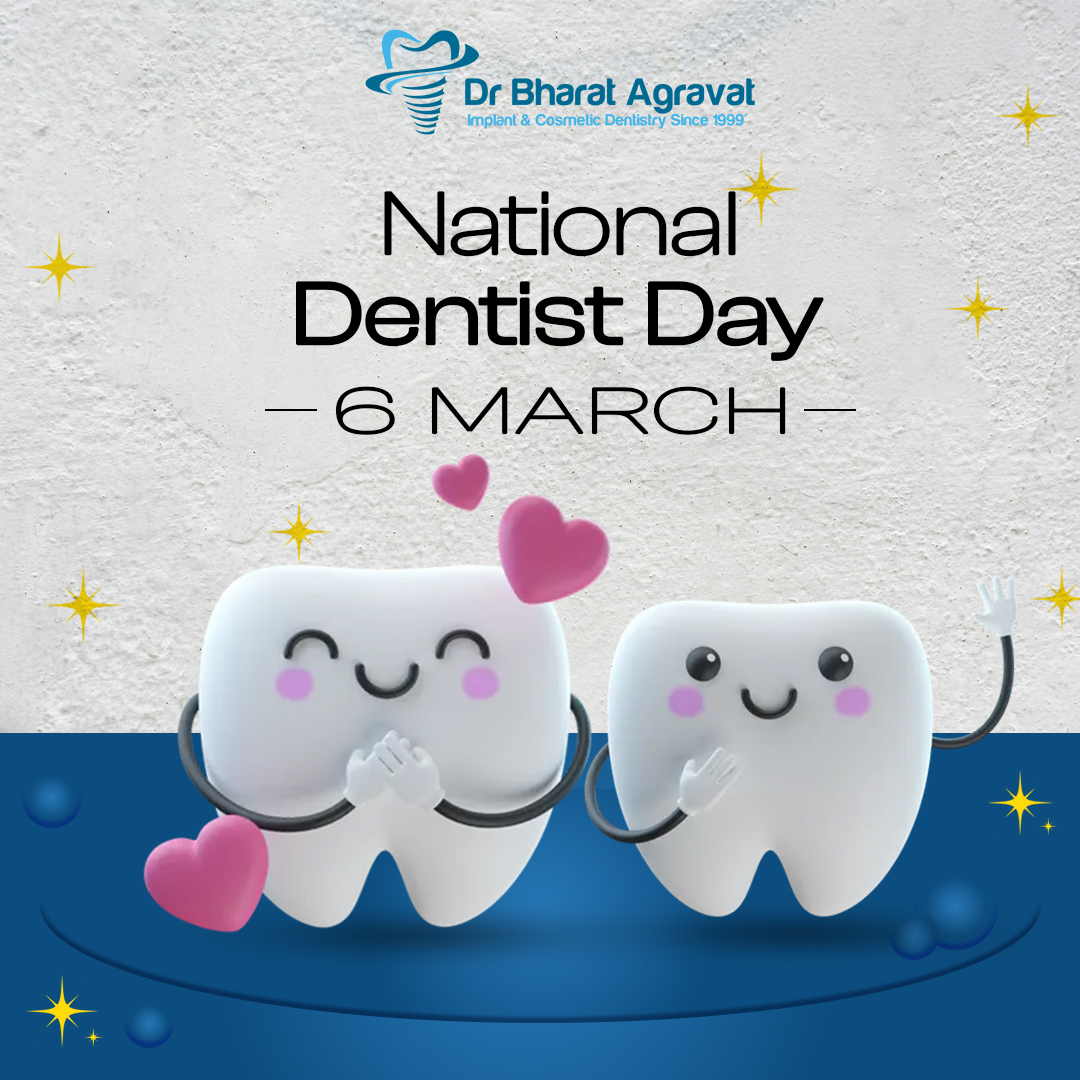 Dr Bharat Agravat
Implant & Cosmetic Dentistry Since 1999'
National
Dentist Day
6 MARCH